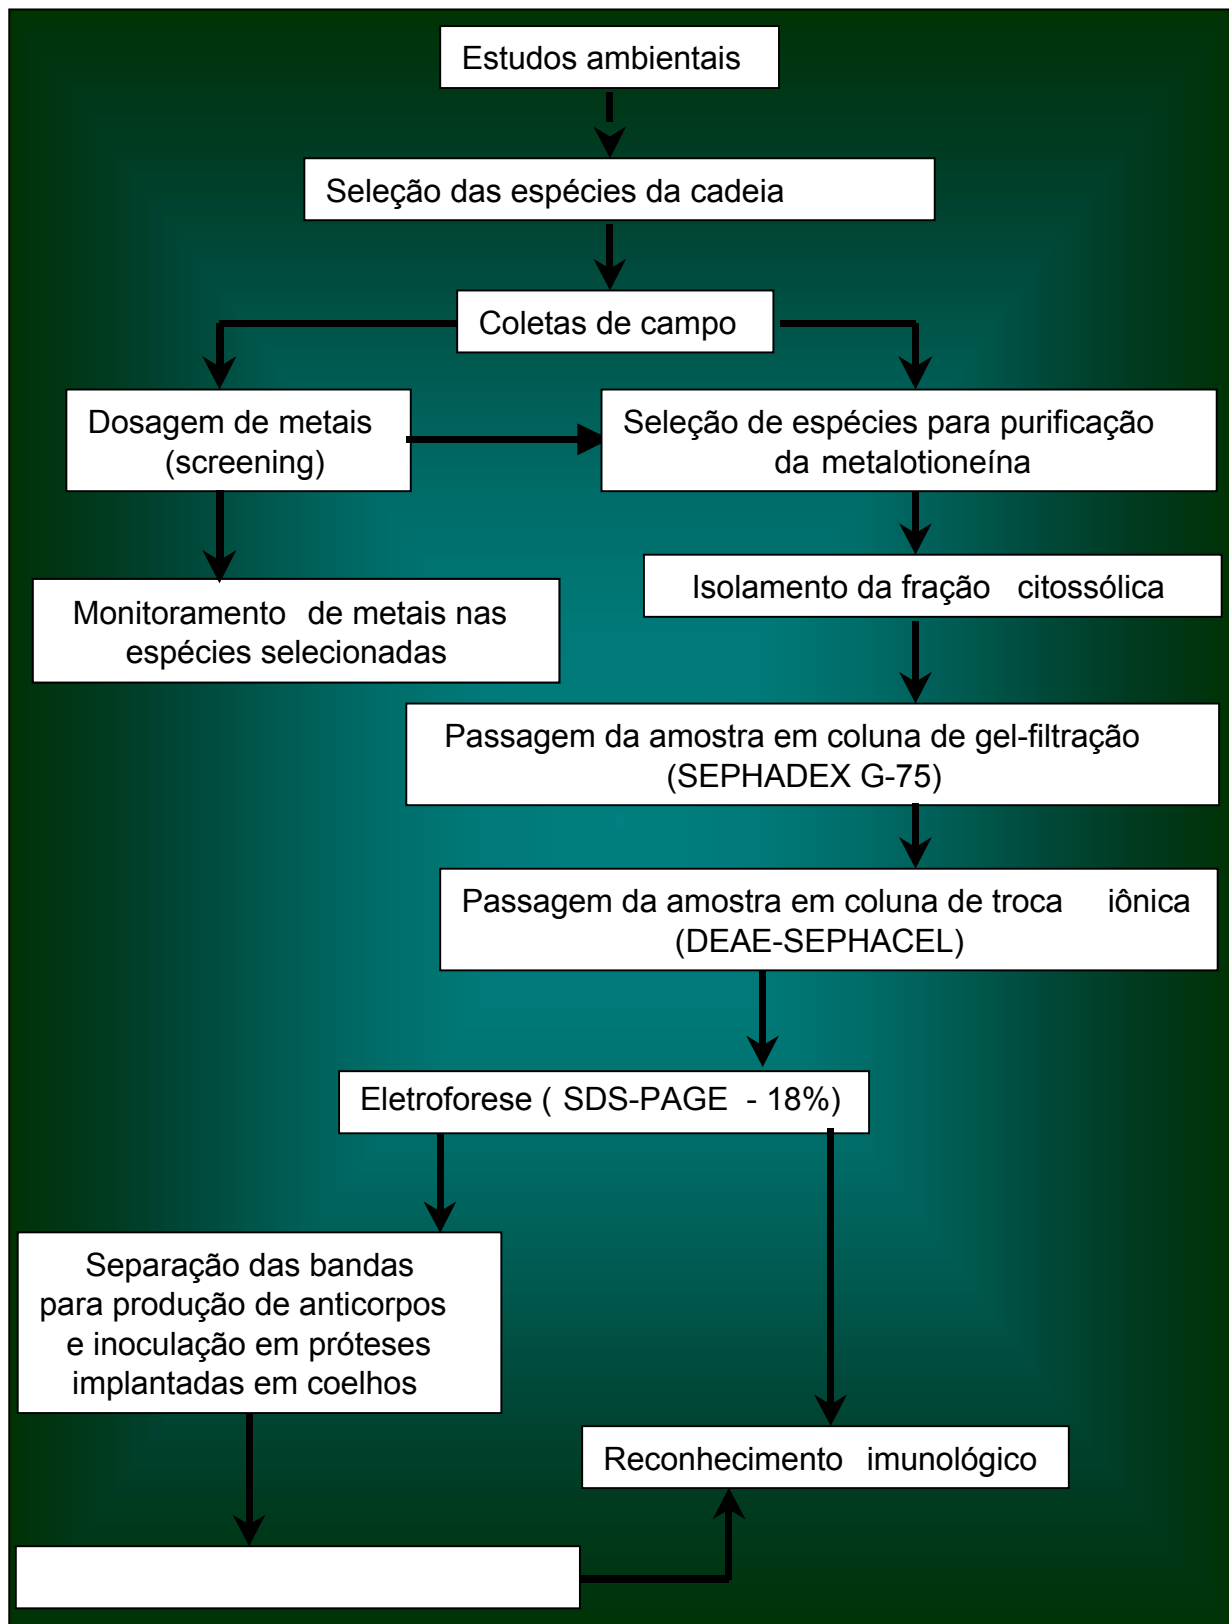 Estudos ambientais
Seleção das espécies da cadeia
Coletas de campo
Dosagem de metais
(screening)
Seleção de espécies para purificação
da metalotioneína
Monitoramento de metais nas
espécies selecionadas
Isolamento da fração citossólica
Passagem da amostra em coluna de gel-filtração
(SEPHADEX G-75)
Passagem da amostra em coluna de troca iônica
(DEAE-SEPHACEL)
Eletroforese ( SDS-PAGE - 18%)
Separação das bandas
para produção de anticorpos
e inoculação em próteses
implantadas em coelhos
Reconhecimento imunológico